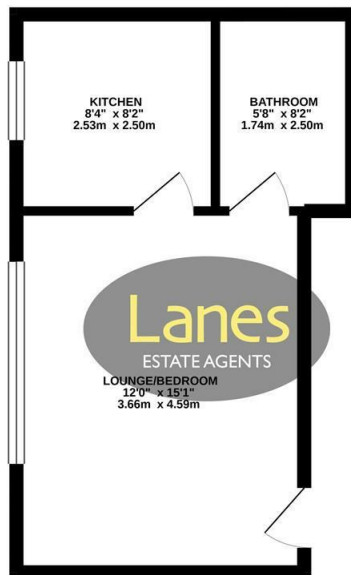 KITCHEN
8'4" x 8'2"
2.53m x 2.50m
BATHROOM
5'8" x 8'2"
1.74m x 2.50m
Lanes
ESTATE AGENTS
LOUNGE/BEDROOM
12'0" x 15'1"
3.66m x 4.59m